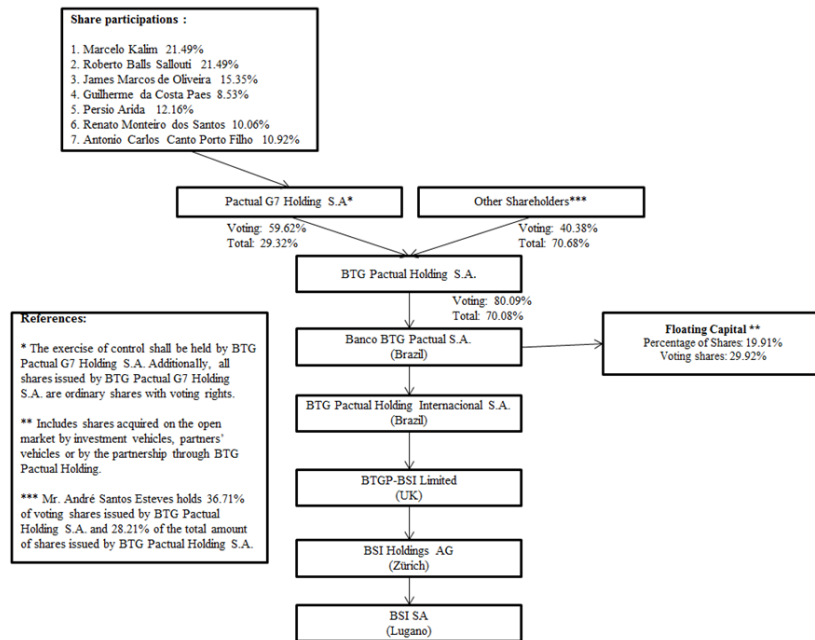 Share participations :
1. Marcelo Kalim 21.49%
2. Roberto Balls Sallouti 21.49%
3. James Marcos de Oliveira 15.35%
4. Guilherme da Costa Paes 8.53%
5. Persio Arida 12.16%
6. Renato Monteiro dos Santos 10.06%
7. Antonio Carlos Canto Porto Filho 10.92%
Pactual G7 Holding S.A*
Other Shareholders***
Voting: 59.62%
Total: 29.32%
Voting: 40.38%
Total: 70.68%
BTG Pactual Holding S.A.
Voting: 80.09%
Total: 70.08%
Banco BTG Pactual S.A.
(Brazil)
Floating Capital **
Percentage of Shares: 19.91%
Voting shares: 29.92%
References:
* The exercise of control shall be held by BTG
Pactual G7 Holding S.A. Additionally, all
shares issued by BTG Pactual G7 Holding
S.A. are ordinary shares with voting rights.
** Includes shares acquired on the open
market by investment vehicles, partners'
vehicles or by the partnership through BTG
Pactual Holding.
*** Mr. André Santos Esteves holds 36.71%
of voting shares issued by BTG Pactual
Holding S.A. and 28.21% of the total amount
of shares issued by BTG Pactual Holding S.A.
BTG Pactual Holding Internacional S.A.
(Brazil)
BTGP-BSI Limited
(UK)
BSI Holdings AG
(Zürich)
BSI SA
(Lugano)